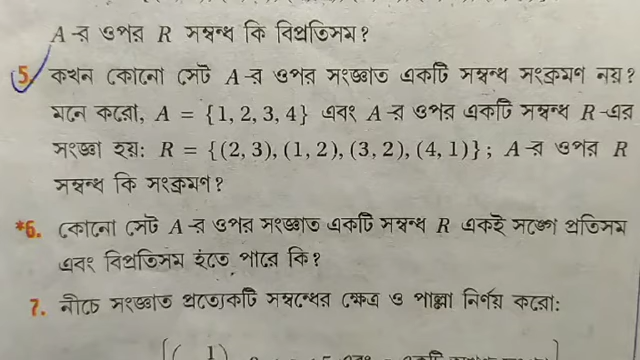 A-র ওপর R সম্বন্ধ কি বিপ্রতিসম?
5. কখন কোনো সেট A-র ওপর সংজ্ঞাত একটি সম্বন্ধ সংক্রমণ নয়?
মনে করো, A = {1, 2, 3, 4} এবং A-র ওপর একটি সম্বন্ধ R-এর
সংজ্ঞা হয়: R = {(2, 3), (1, 2), (3, 2), (4, 1)}; A-র ওপর R
সম্বন্ধ কি সংক্রমণ?
*6. কোনো সেট A-র ওপর সংজ্ঞাত একটি সম্বন্ধ R একই সঙ্গে প্রতিসম
এবং বিপ্রতিসম হতে পারে কি?
7. নীচে সংজ্ঞাত প্রত্যেকটি সম্বন্ধের ক্ষেত্র ও পাল্লা নির্ণয় করো: